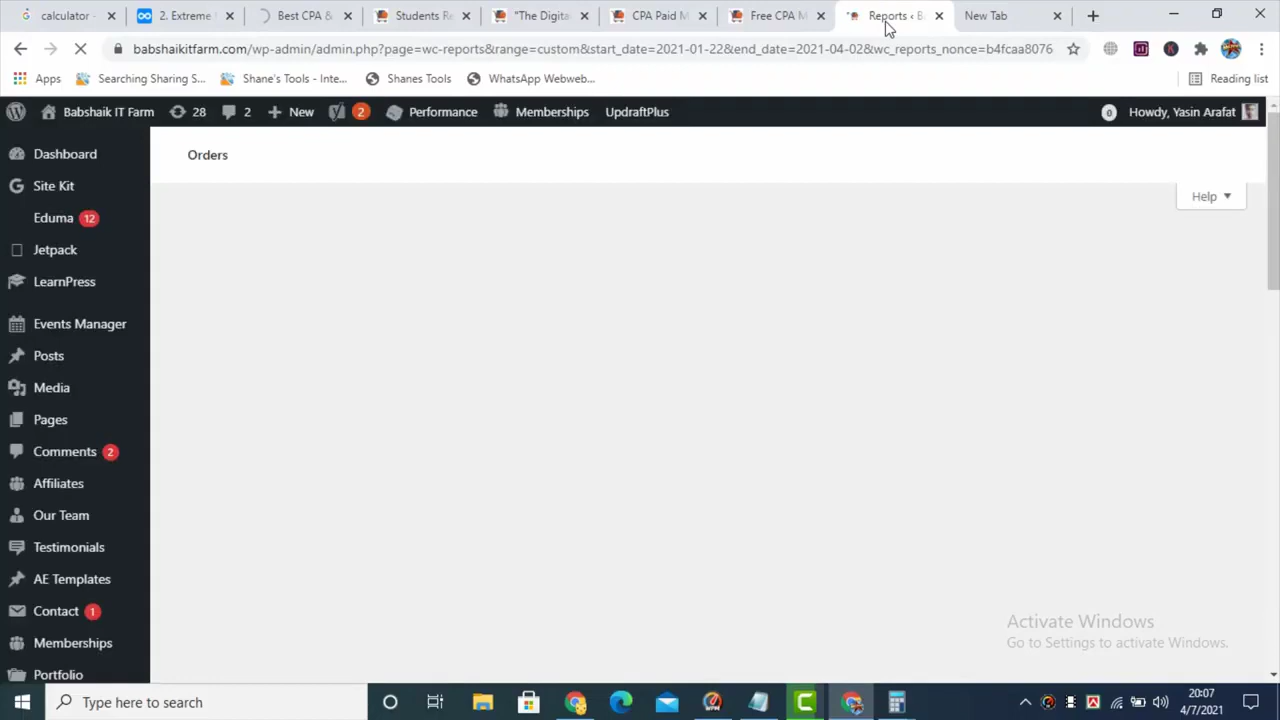 calculator -
2. Extreme
Best CPA &
Students Re
"The Digita
CPA Paid M
Free CPA M
Reports ‹ B
New Tab
babshaikitfarm.com/wp-admin/admin.php?page=wc-reports&range=custom&start_date=2021-01-22&end_date=2021-04-02&wc_reports_nonce=b4fcaa8076
Apps
Searching Sharing S...
Shane's Tools - Inte...
Shanes Tools
WhatsApp Webweb...
Reading list
Babshaik IT Farm
28
2
New
2
Performance
Memberships
UpdraftPlus
0
Howdy, Yasin Arafat
Dashboard
Orders
Site Kit
Help
Eduma 12
Jetpack
LearnPress
Events Manager
Posts
Media
Pages
Comments 2
Affiliates
Our Team
Testimonials
AE Templates
Contact 1
Memberships
Portfolio
Activate Windows
Go to Settings to activate Windows.
Type here to search
20:07
4/7/2021